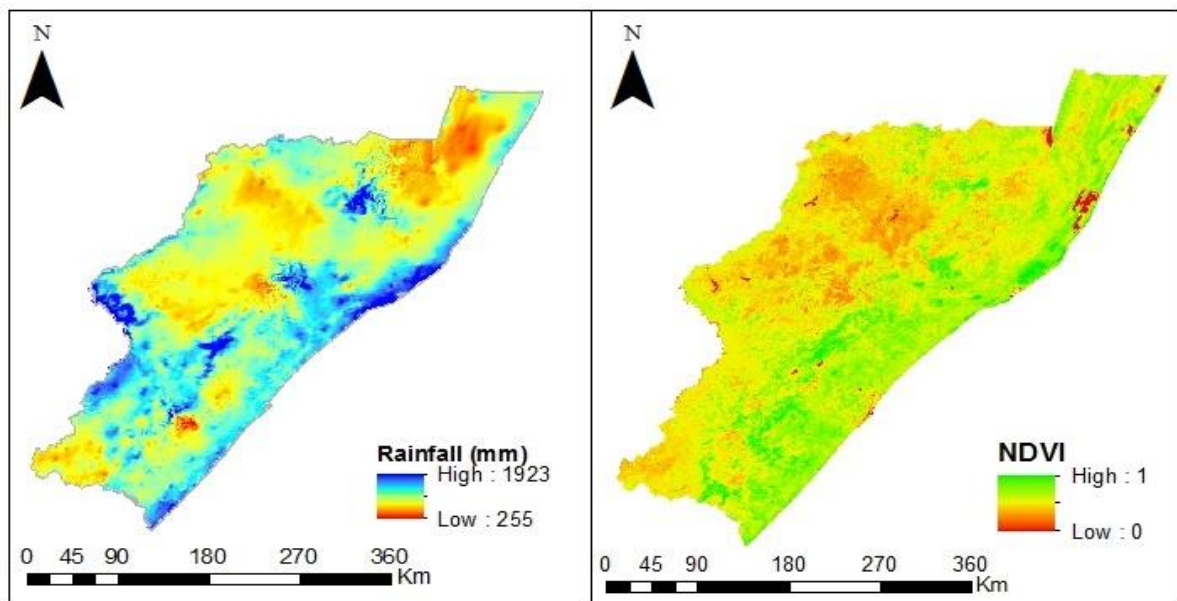 N
Rainfall (mm)
High : 1923
Low : 255
0 45 90 180 270 360
Km
N
NDVI
High : 1
Low : 0
0 45 90 180 270 360
Km